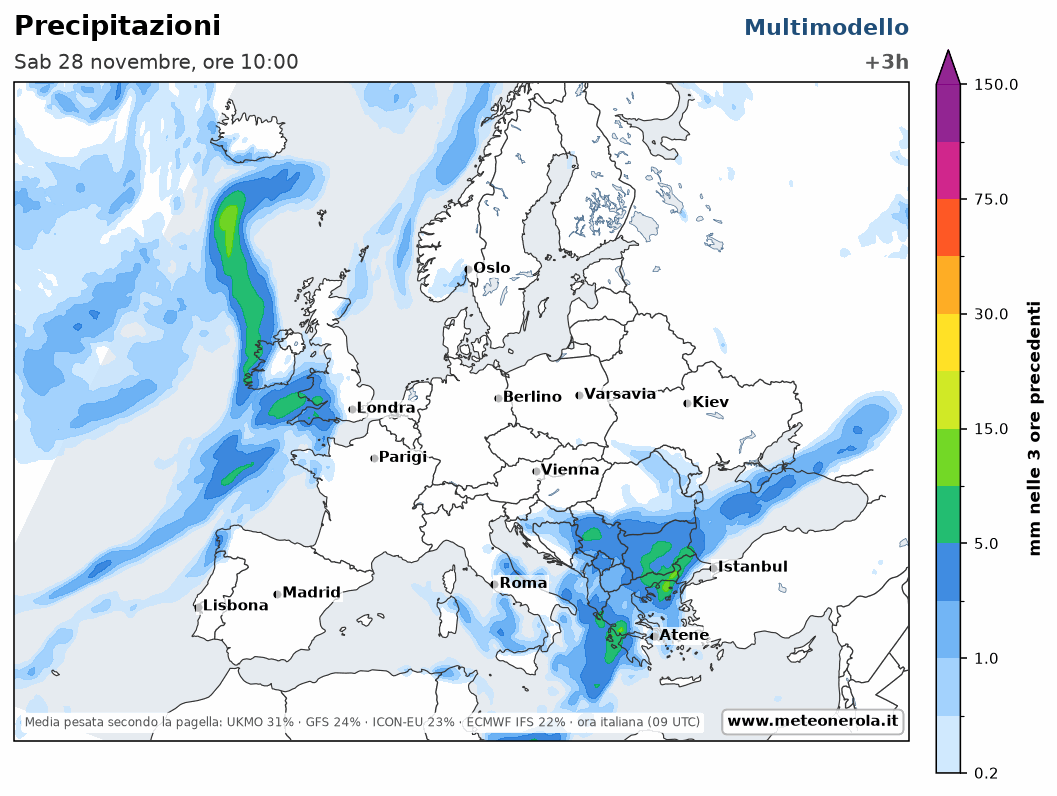 Precipitazioni
Multimodello
Sab 28 novembre, ore 10:00
+3h
150.0
75.0
30.0
15.0
5.0
1.0
0.2
mm nelle 3 ore precedenti
Oslo
Berlino
Varsavia
Kiev
Londra
Parigi
Vienna
Istanbul
Roma
Madrid
Lisbona
Atene
Media pesata secondo la pagella: UKMO 31% · GFS 24% · ICON-EU 23% · ECMWF IFS 22% · ora italiana (09 UTC)
www.meteonerola.it